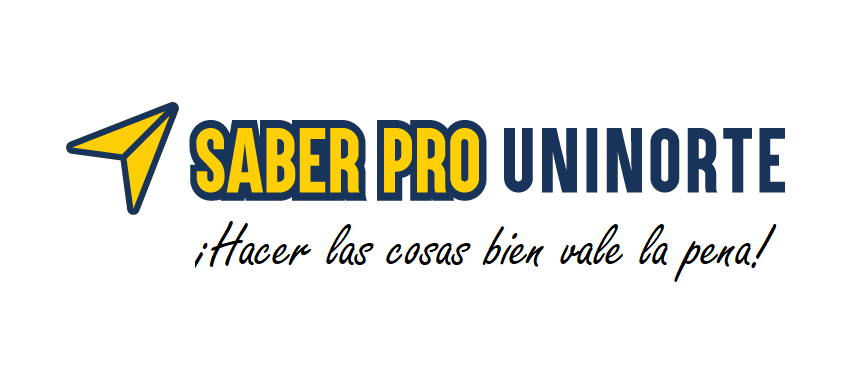 SABER PRO UNINORTE
¡Hacer las cosas bien vale la pena!